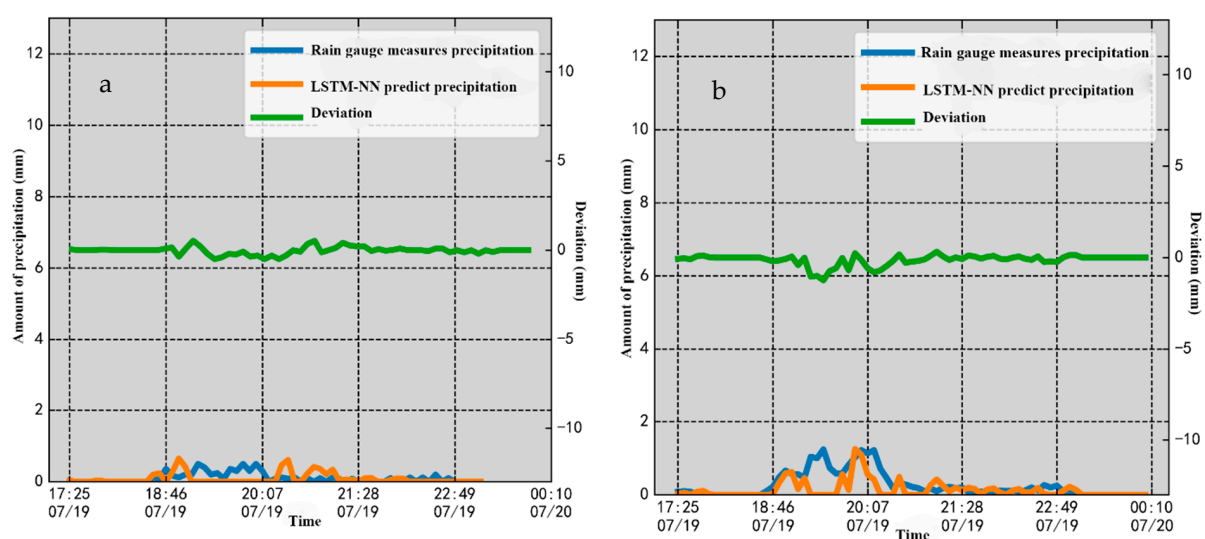 a
Rain gauge measures precipitation
LSTM-NN predict precipitation
Deviation
Amount of precipitation (mm)
12
10
8
6
4
2
0
10
5
0
−5
−10
Deviation (mm)
17:25 18:46 20:07 21:28 22:49 00:10
07/19 07/19 07/19 07/19 07/19 07/20
Time
b
Rain gauge measures precipitation
LSTM-NN predict precipitation
Deviation
Amount of precipitation (mm)
12
10
8
6
4
2
0
10
5
0
−5
−10
Deviation (mm)
17:25 18:46 20:07 21:28 22:49 00:10
07/19 07/19 07/19 07/19 07/19 07/20
Time